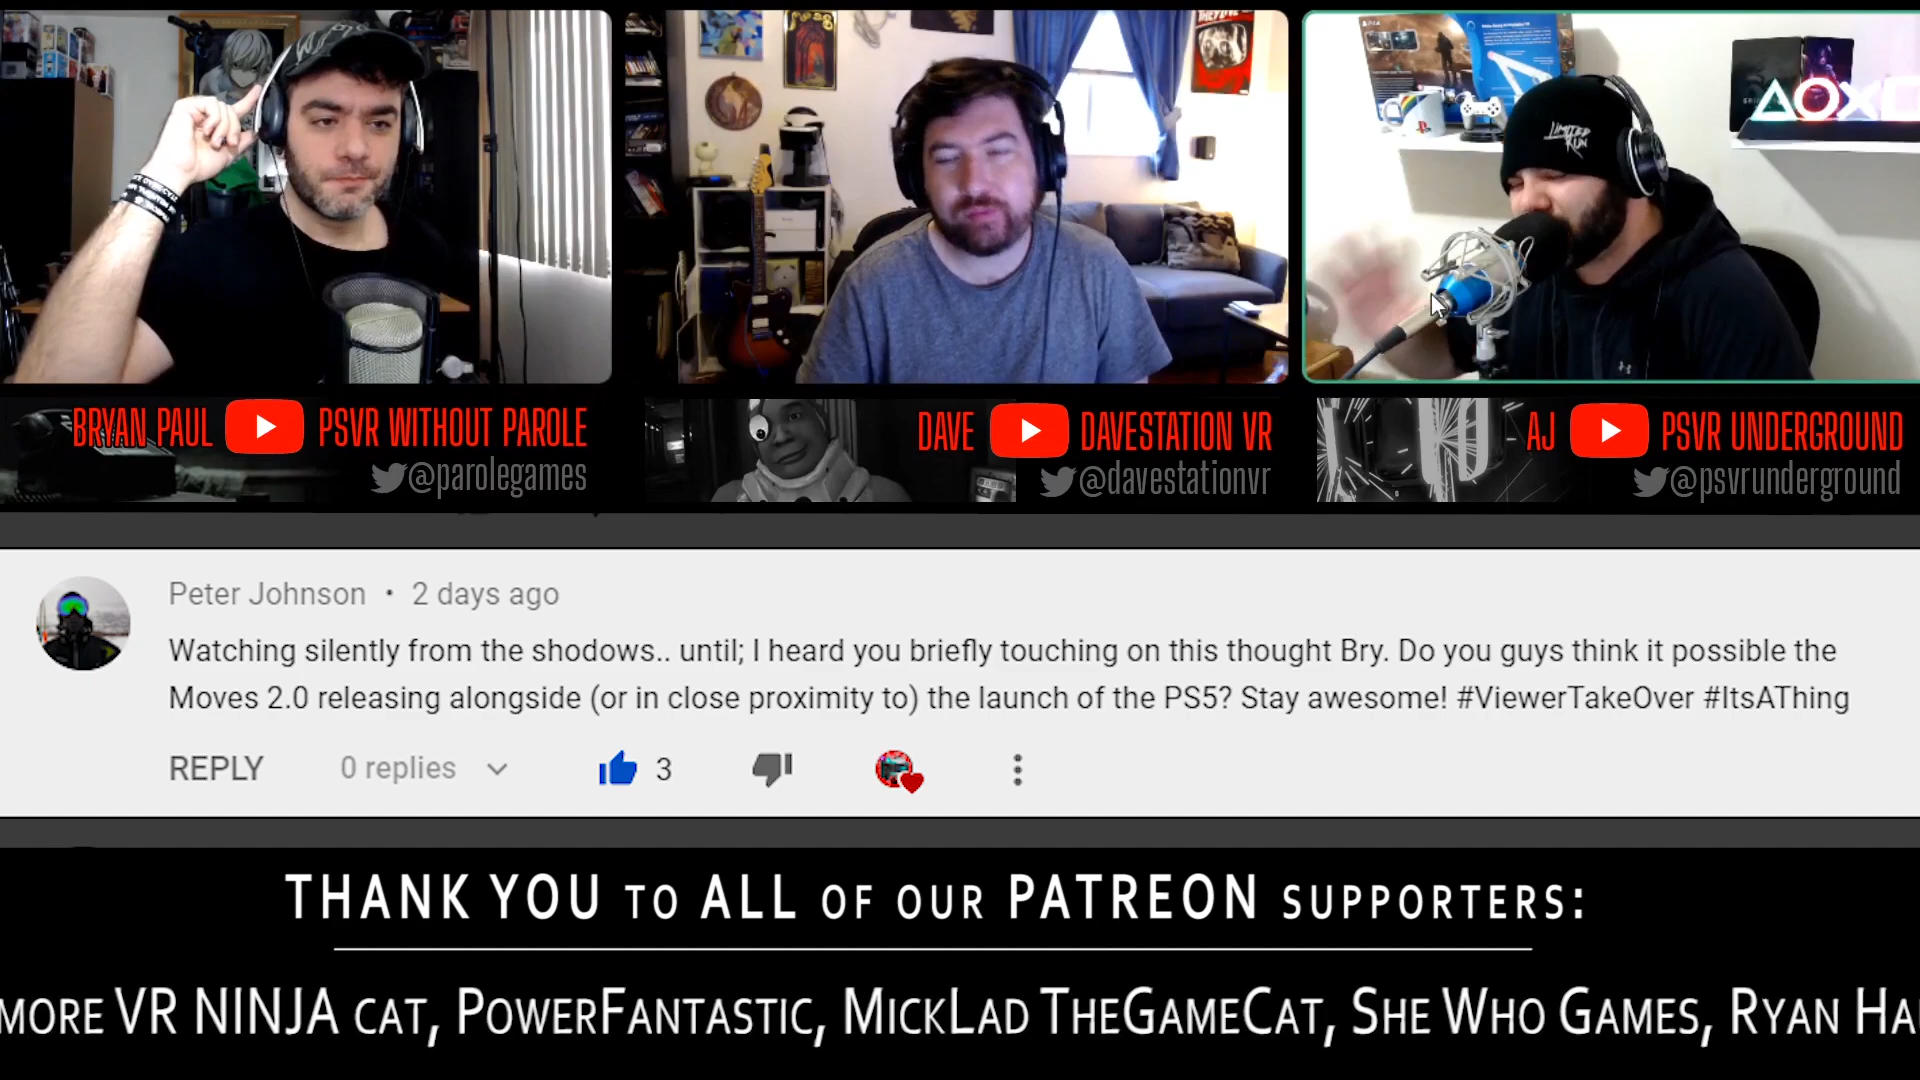 LIMITED RUN
BRYAN PAUL PSVR WITHOUT PAROLE
@parolegames
DAVE DAVESTATION VR
@davestationvr
AJ PSVR UNDERGROUND
@psvrunderground
Peter Johnson • 2 days ago
Watching silently from the shodows.. until; I heard you briefly touching on this thought Bry. Do you guys think it possible the
Moves 2.0 releasing alongside (or in close proximity to) the launch of the PS5? Stay awesome! #ViewerTakeOver #ItsAThing
REPLY 0 replies 3
THANK YOU TO ALL OF OUR PATREON SUPPORTERS:
MORE VR NINJA CAT, POWERFANTASTIC, MICKLAD THEGAMECAT, SHE WHO GAMES, RYAN HA